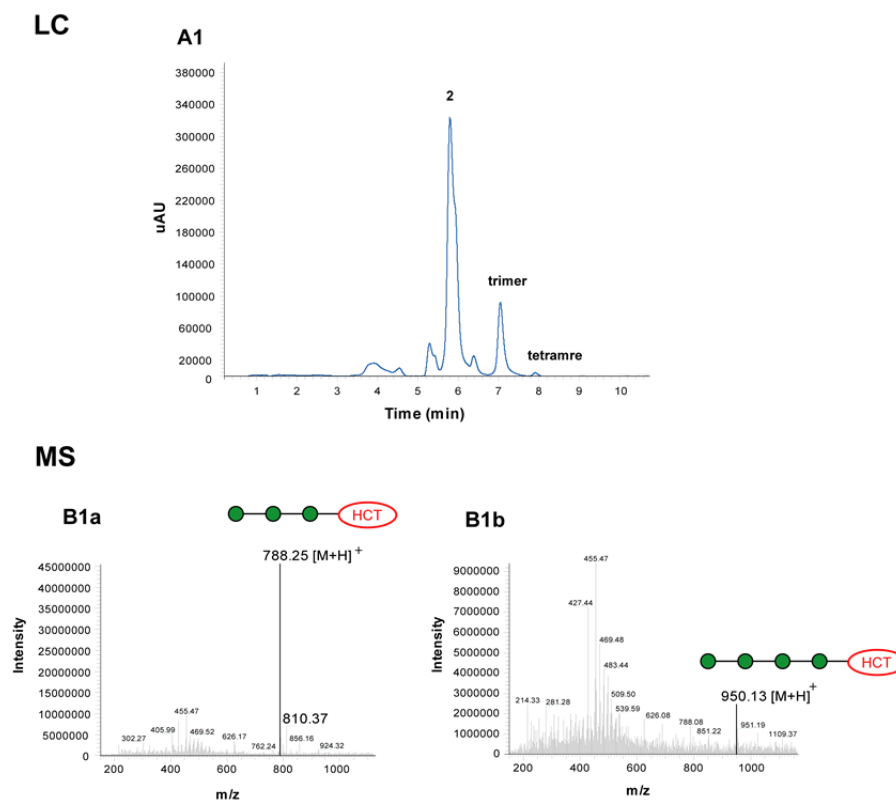 LC
A1
380000
340000
300000
260000
220000
180000
140000
100000
60000
20000
0
uAU
2
trimer
tetramre
1 2 3 4 5 6 7 8 9 10
Time (min)
MS
B1a
HCT
788.25 [M+H]+
45000000
40000000
35000000
30000000
25000000
20000000
15000000
10000000
5000000
0
Intensity
302.27
405.99
455.47
469.52
626.17
762.24
810.37
856.16
924.32
200 400 600 800 1000
m/z
B1b
HCT
950.13 [M+H]+
9000000
8000000
7000000
6000000
5000000
4000000
3000000
2000000
1000000
0
Intensity
214.33
281.28
427.44
455.47
469.48
483.44
509.50
539.59
626.08
788.08
851.22
951.19
1109.37
200 400 600 800 1000
m/z